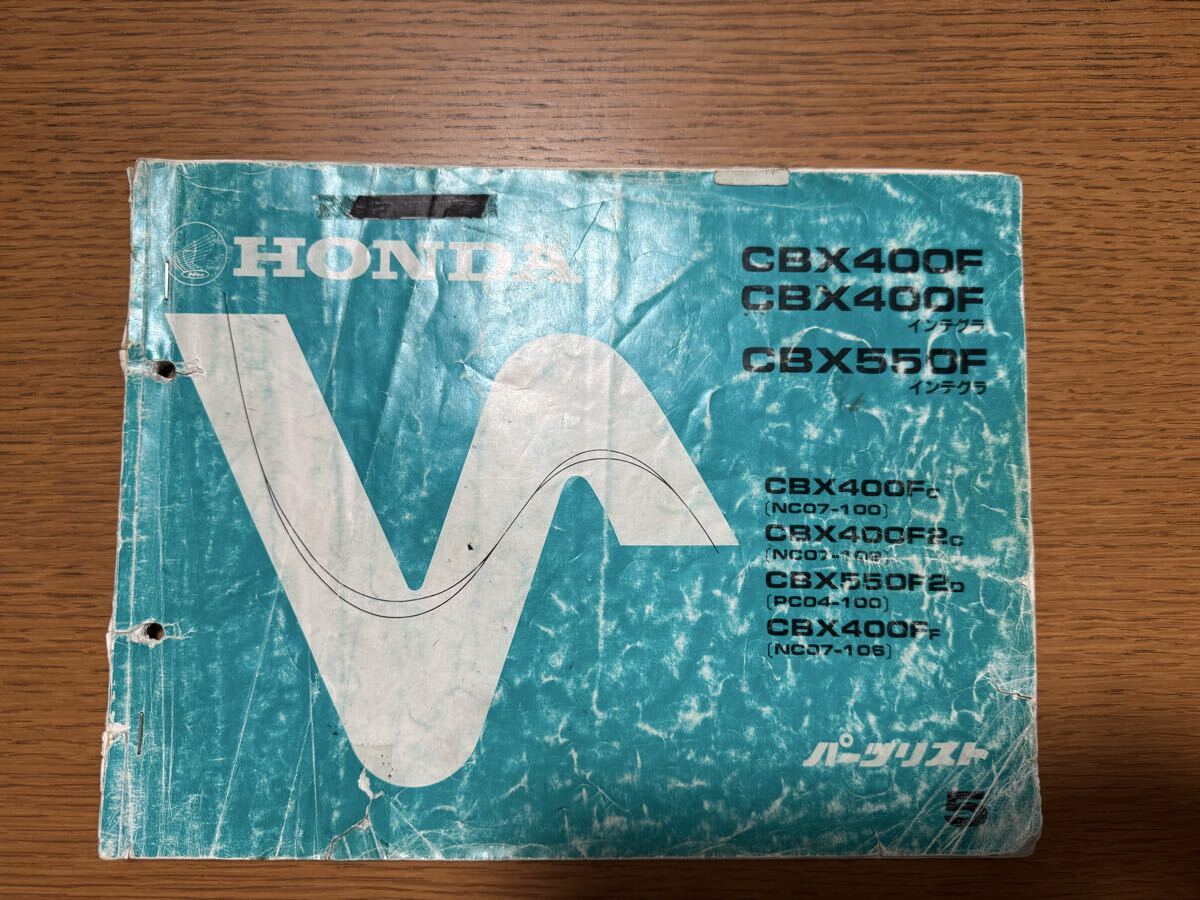 HONDA
CBX400F
CBX400F
インテグラ
CBX550F
インテグラ
CBX400Fc
(NC07-100)
CBX400F2c
CBX550F2D
(PC04-100)
CBX400FF
(NC07-106)
パーツリスト
5